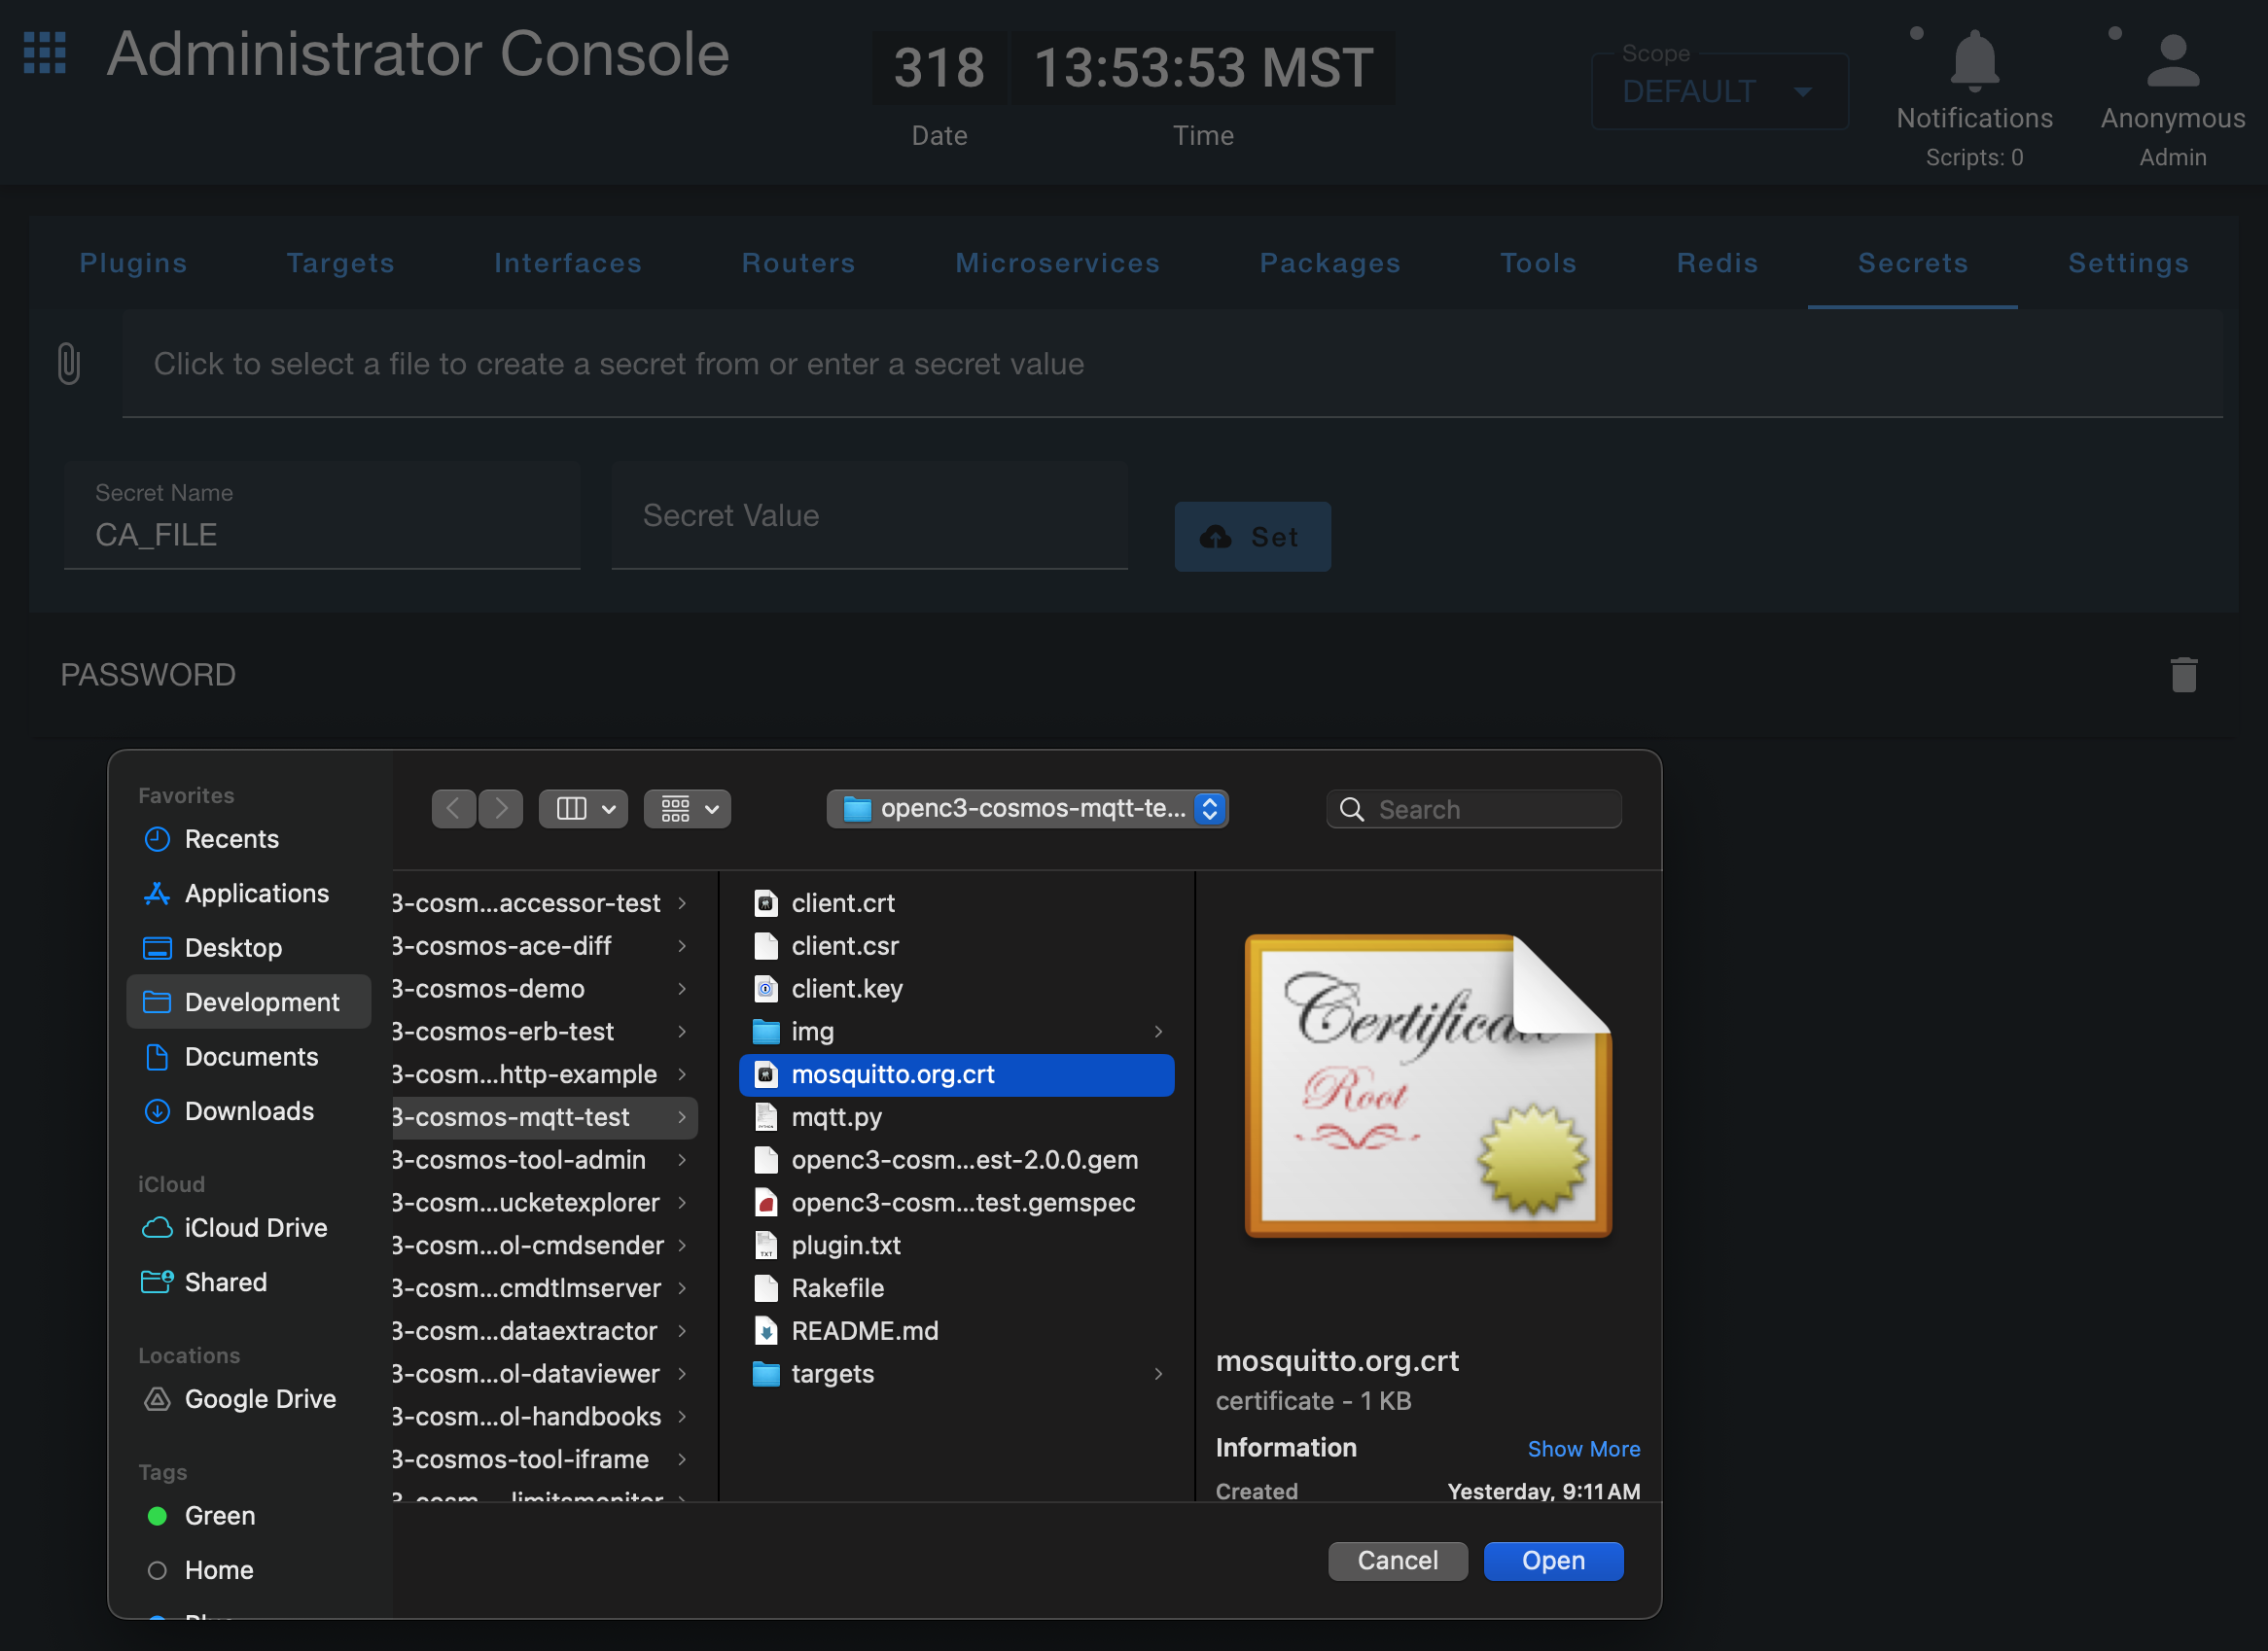 Administrator Console
318
13:53:53 MST
Date
Time
Scope
DEFAULT
Notifications
Scripts: 0
Anonymous
Admin
Plugins
Targets
Interfaces
Routers
Microservices
Packages
Tools
Redis
Secrets
Settings
Click to select a file to create a secret from or enter a secret value
Secret Name
CA_FILE
Secret Value
Set
PASSWORD
Favorites
Recents
Applications
Desktop
Development
Documents
Downloads
iCloud
iCloud Drive
Shared
Locations
Google Drive
Tags
Green
Home
openc3-cosmos-mqtt-te...
Search
3-cosm...accessor-test
3-cosmos-ace-diff
3-cosmos-demo
3-cosmos-erb-test
3-cosm...http-example
3-cosmos-mqtt-test
3-cosmos-tool-admin
3-cosm...ucketexplorer
3-cosm...ol-cmdsender
3-cosm...cmdtlmserver
3-cosm...dataextractor
3-cosm...ol-dataviewer
3-cosm...ol-handbooks
3-cosmos-tool-iframe
client.crt
client.csr
client.key
img
mosquitto.org.crt
mqtt.py
openc3-cosm...est-2.0.0.gem
openc3-cosm...test.gemspec
plugin.txt
Rakefile
README.md
targets
Root
mosquitto.org.crt
certificate - 1 KB
Information
Show More
Created
Yesterday, 9:11 AM
Cancel
Open